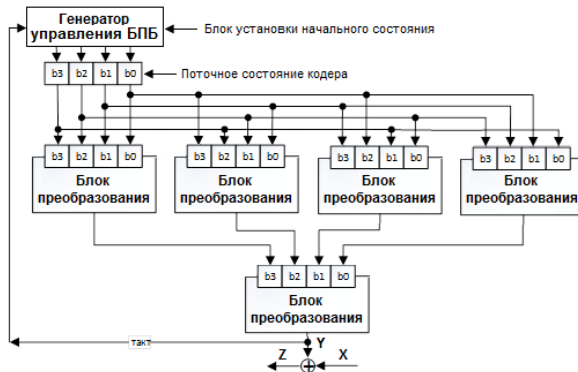 Генератор
управления БПБ
Блок установки начального состояния
b3 b2 b1 b0
Поточное состояние кодера
b3 b2 b1 b0
b3 b2 b1 b0
b3 b2 b1 b0
b3 b2 b1 b0
Блок
преобразования
Блок
преобразования
Блок
преобразования
Блок
преобразования
b3 b2 b1 b0
Блок
преобразования
такт
Y
Z
X